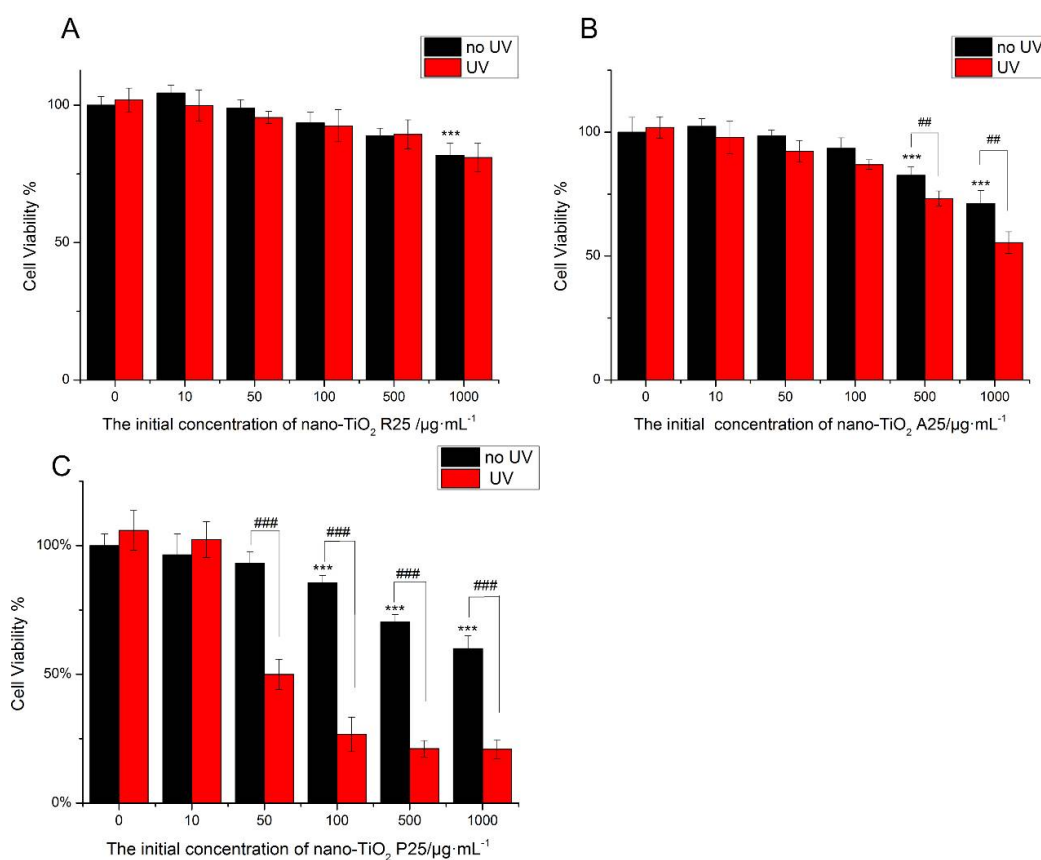 A
no UV
UV
100
50
0
Cell Viability %
***
0 10 50 100 500 1000
The initial concentration of nano-TiO₂ R25 /µg·mL⁻¹
B
no UV
UV
100
50
0
Cell Viability %
##
##
***
***
0 10 50 100 500 1000
The initial  concentration of nano-TiO₂ A25/µg·mL⁻¹
C
no UV
UV
100%
50%
0%
Cell Viability %
###
###
###
###
***
***
***
0 10 50 100 500 1000
The initial concentration of nano-TiO₂ P25/µg·mL⁻¹